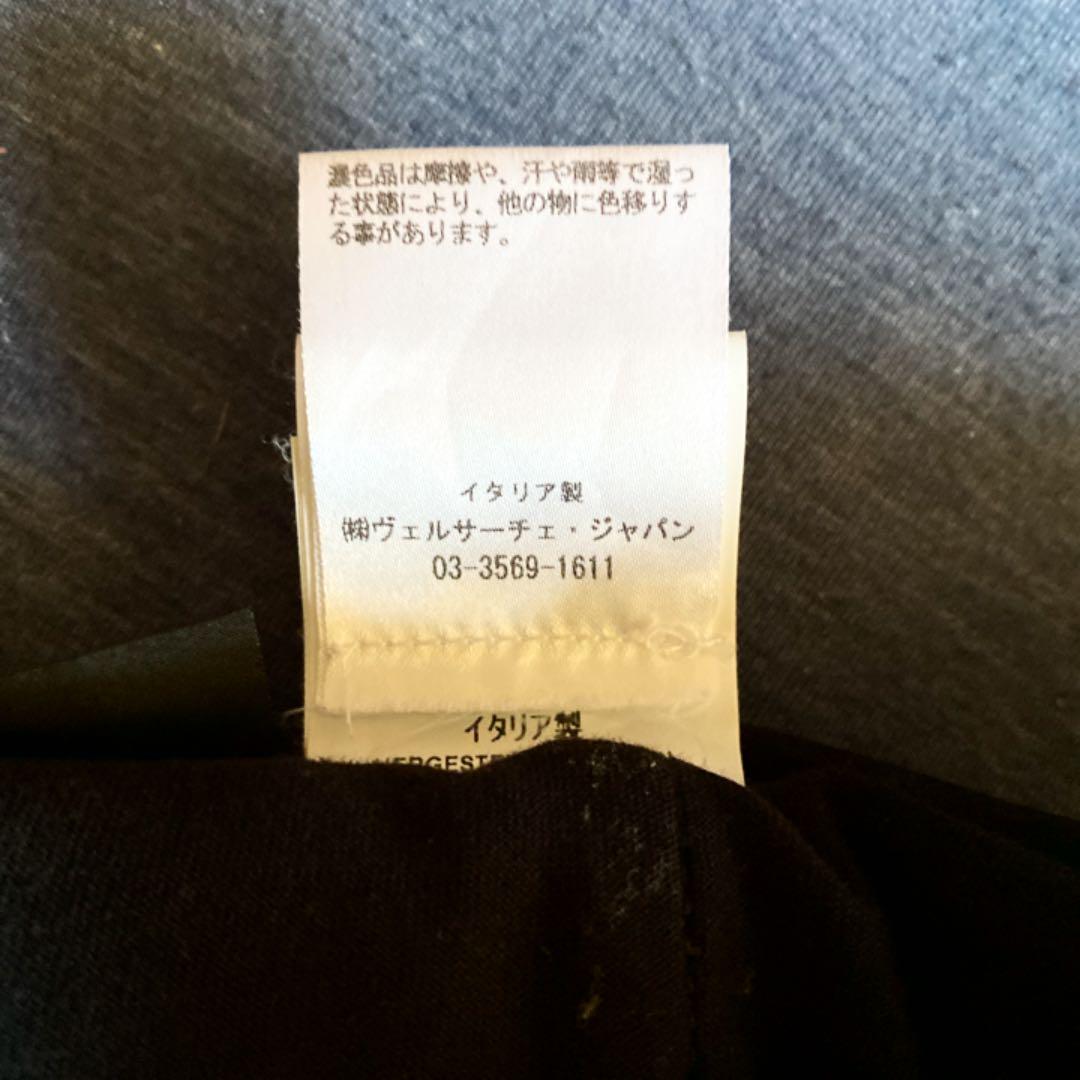 濃色品は摩擦や、汗や雨等で湿っ
た状態により、他の物に色移りす
る事があります。
イタリア製
㈱ヴェルサーチェ・ジャパン
03-3569-1611
イタリア製